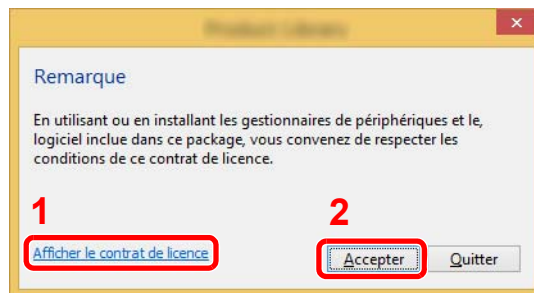 Remarque
En utilisant ou en installant les gestionnaires de périphériques et le,
logiciel inclue dans ce package, vous convenez de respecter les
conditions de ce contrat de licence.
1 2
Afficher le contrat de licence Accepter Quitter